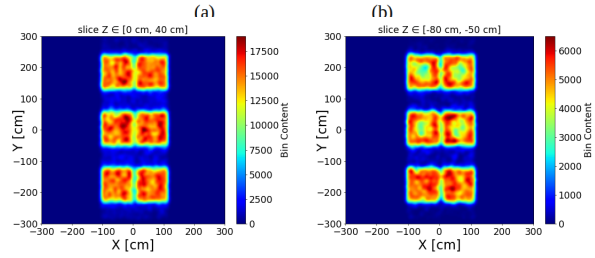 (a)
(b)
slice Z ∈ [0 cm, 40 cm]
300
200
100
0
−100
−200
−300
Y [cm]
−300 −200 −100 0 100 200 300
X [cm]
17500
15000
12500
10000
7500
5000
2500
0
Bin Content
slice Z ∈ [-80 cm, -50 cm]
300
200
100
0
−100
−200
−300
Y [cm]
−300 −200 −100 0 100 200 300
X [cm]
6000
5000
4000
3000
2000
1000
0
Bin Content